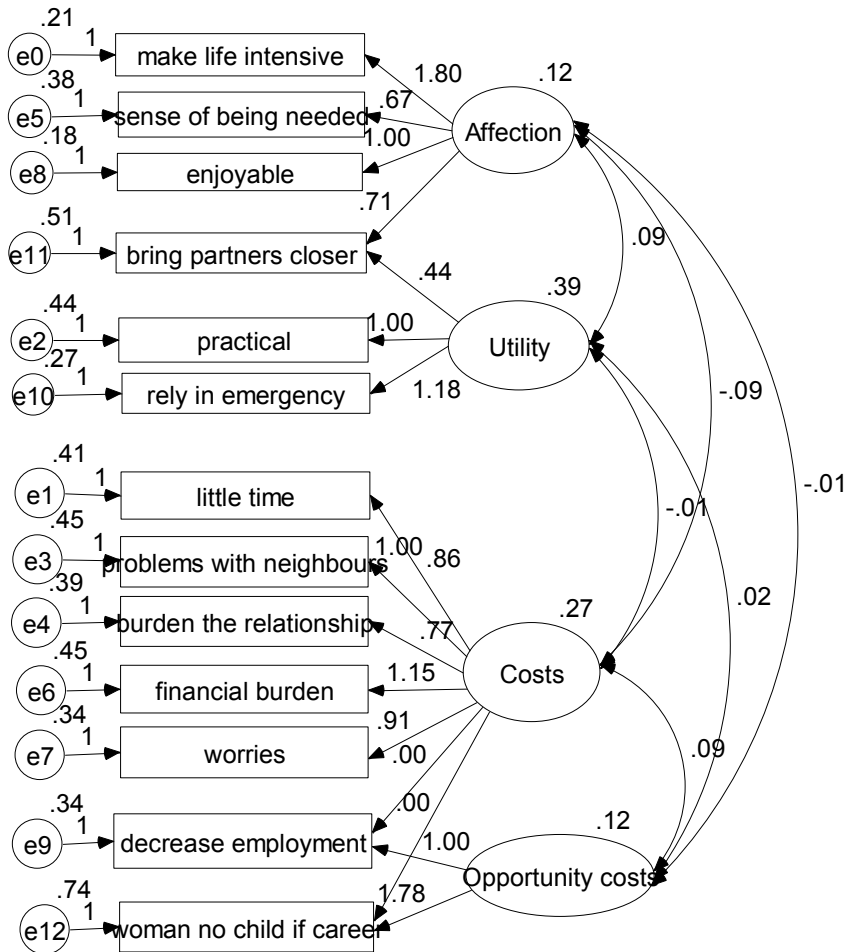 .21
1
e0
make life intensive
1.80
.12
.38
1
e5
sense of being needed
.67
Affection
.18
1
e8
enjoyable
1.00
.71
.51
1
e11
bring partners closer
.09
.44
.39
.44
1
e2
practical
1.00
Utility
.27
1
e10
rely in emergency
1.18
-.09
.41
1
e1
little time
-.01
-.01
.45
1
e3
problems with neighbours
1.00
.86
.39
1
e4
burden the relationship
.77
.27
.02
.45
1
e6
financial burden
1.15
Costs
.34
1
e7
worries
.91
.00
.09
.34
1
e9
decrease employment
.00
1.00
.12
Opportunity costs
.74
1
e12
woman no child if career
1.78